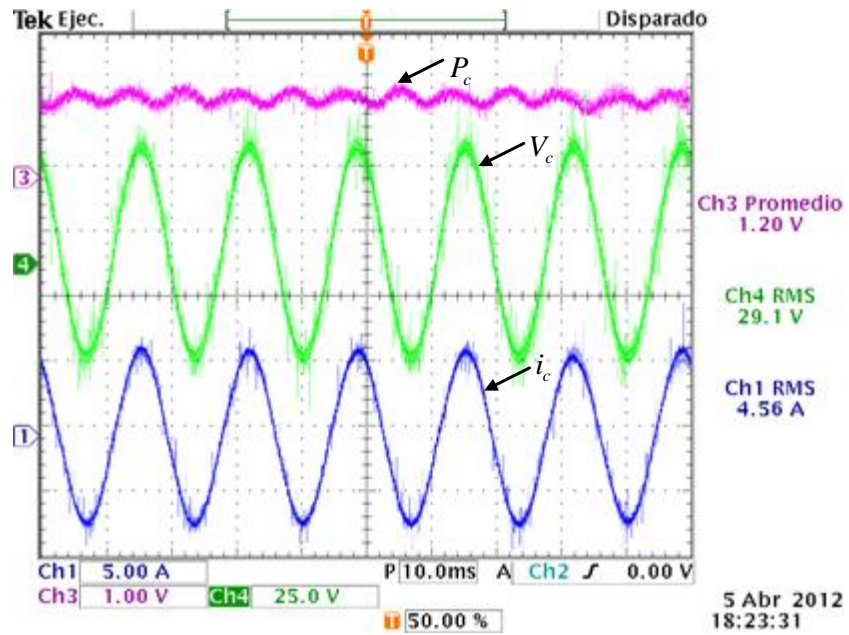 Tek Ejec.
Disparado
T
T
P_c
V_c
3
4
i_c
1
Ch3 Promedio
1.20 V
Ch4 RMS
29.1 V
Ch1 RMS
4.56 A
Ch1 5.00 A P 10.0ms A Ch2 0.00 V
Ch3 1.00 V Ch4 25.0 V
T 50.00 %
5 Abr 2012
18:23:31